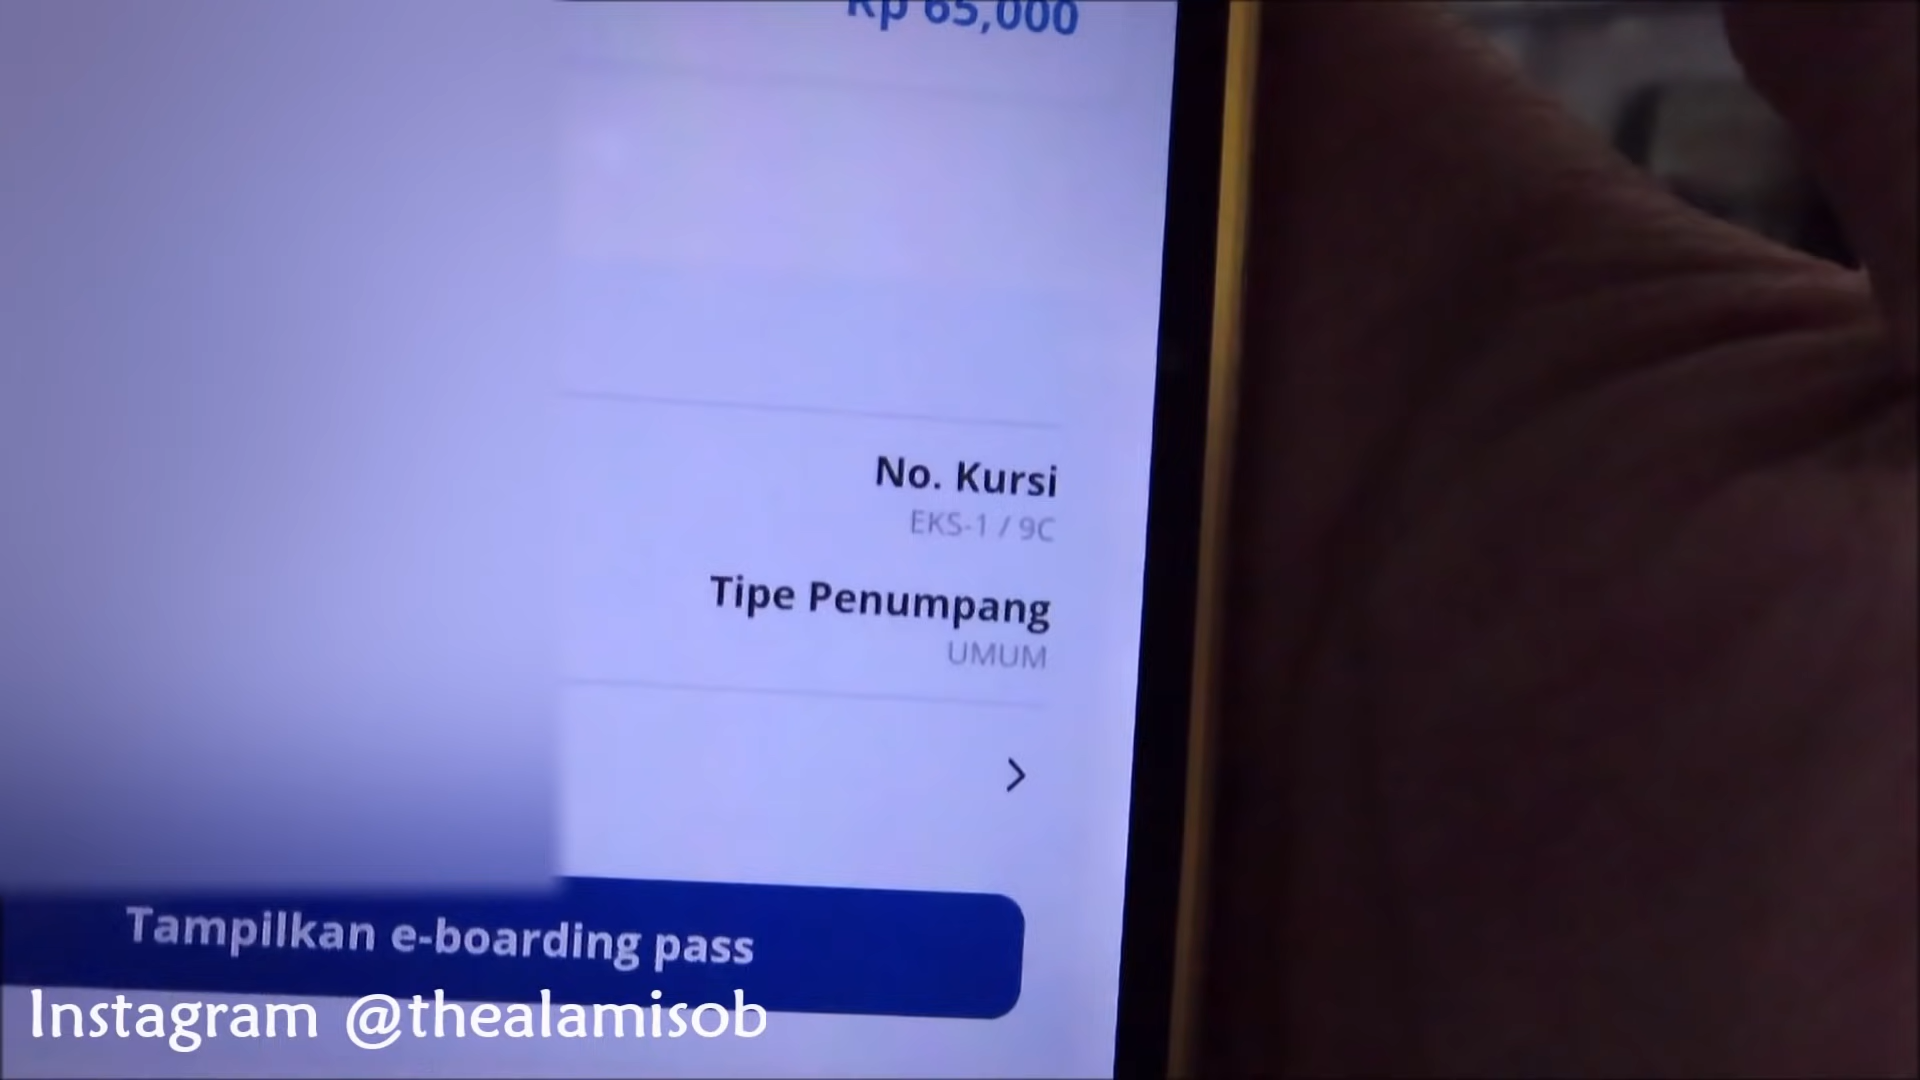 Rp 65,000
No. Kursi
EKS-1 / 9C
Tipe Penumpang
UMUM
Tampilkan e-boarding pass
Instagram @thealamisob